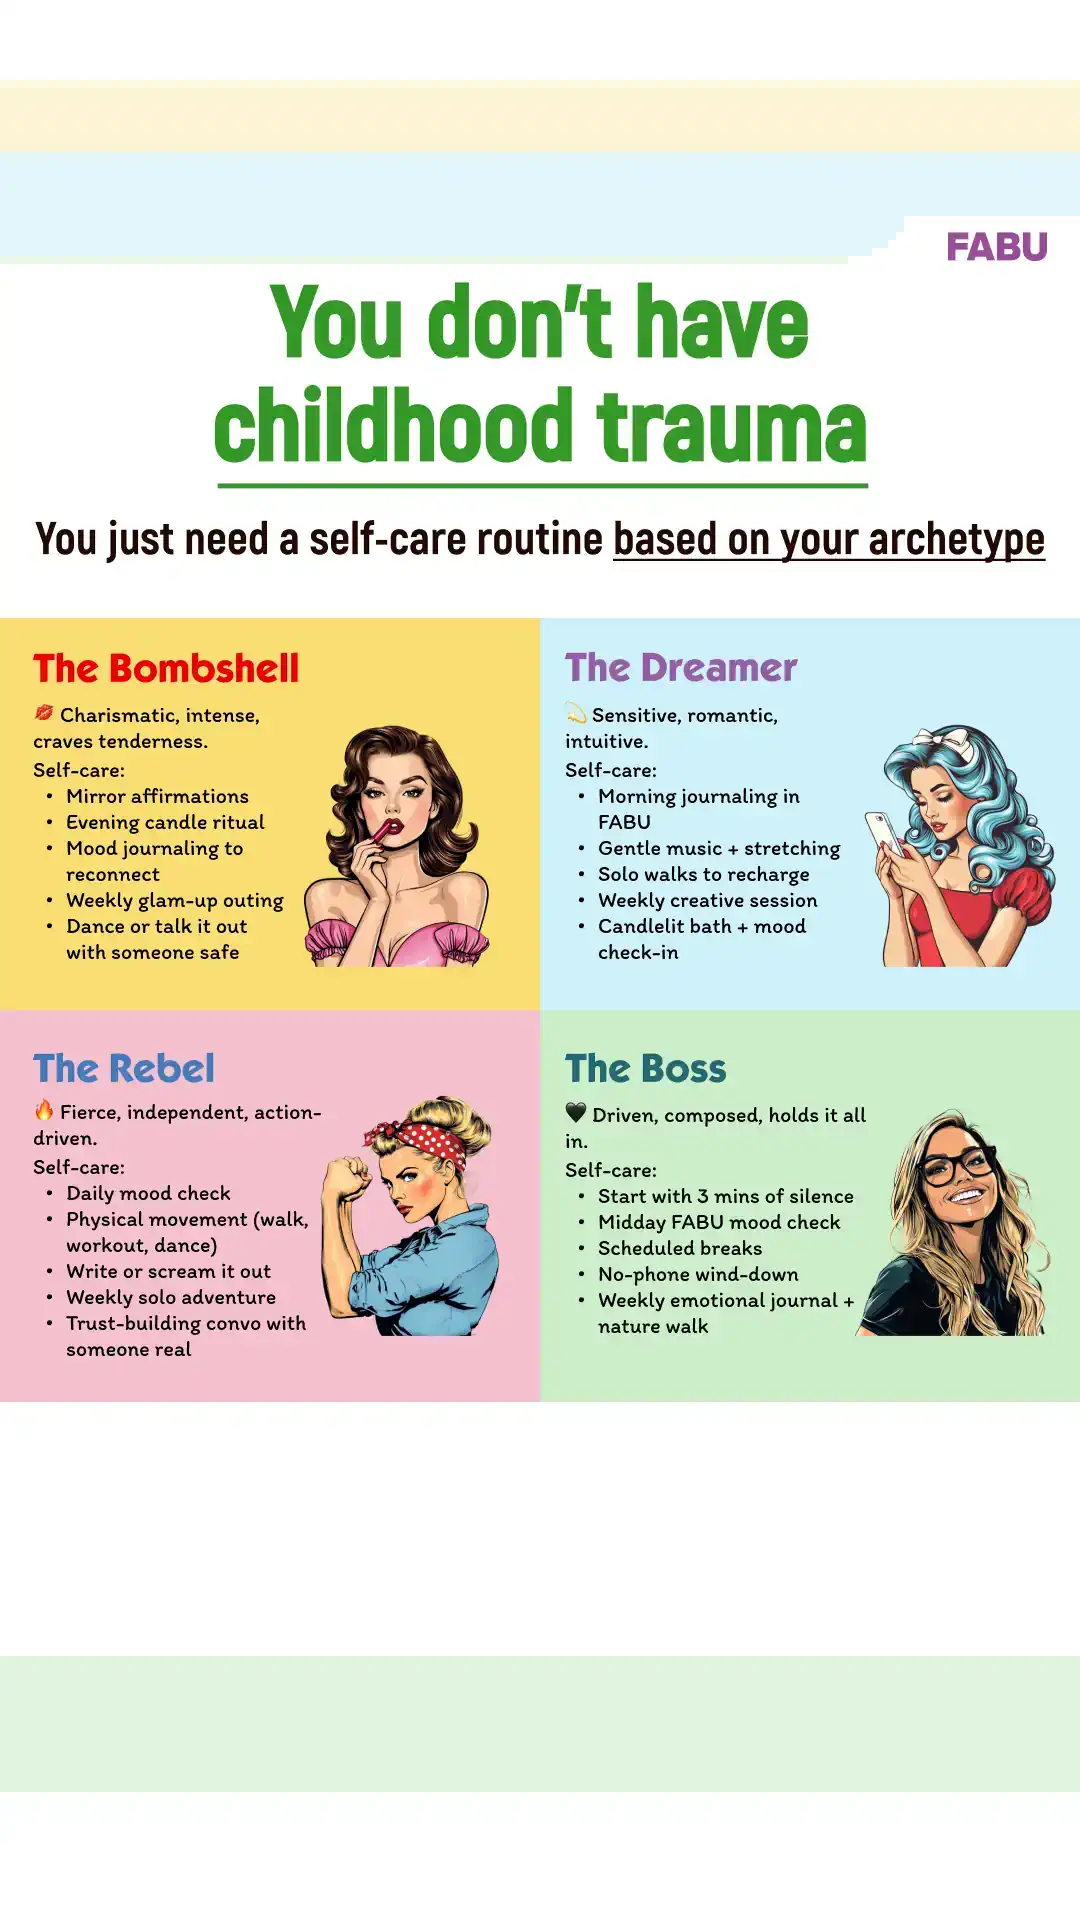 FABU
You don't have
childhood trauma
You just need a self-care routine based on your archetype
The Bombshell
💋 Charismatic, intense,
craves tenderness.
Self-care:
• Mirror affirmations
• Evening candle ritual
• Mood journaling to
reconnect
• Weekly glam-up outing
• Dance or talk it out
with someone safe
The Dreamer
💫 Sensitive, romantic,
intuitive.
Self-care:
• Morning journaling in
FABU
• Gentle music + stretching
• Solo walks to recharge
• Weekly creative session
• Candlelit bath + mood
check-in
The Rebel
🔥 Fierce, independent, action-
driven.
Self-care:
• Daily mood check
• Physical movement (walk,
workout, dance)
• Write or scream it out
• Weekly solo adventure
• Trust-building convo with
someone real
The Boss
🖤 Driven, composed, holds it all
in.
Self-care:
• Start with 3 mins of silence
• Midday FABU mood check
• Scheduled breaks
• No-phone wind-down
• Weekly emotional journal +
nature walk